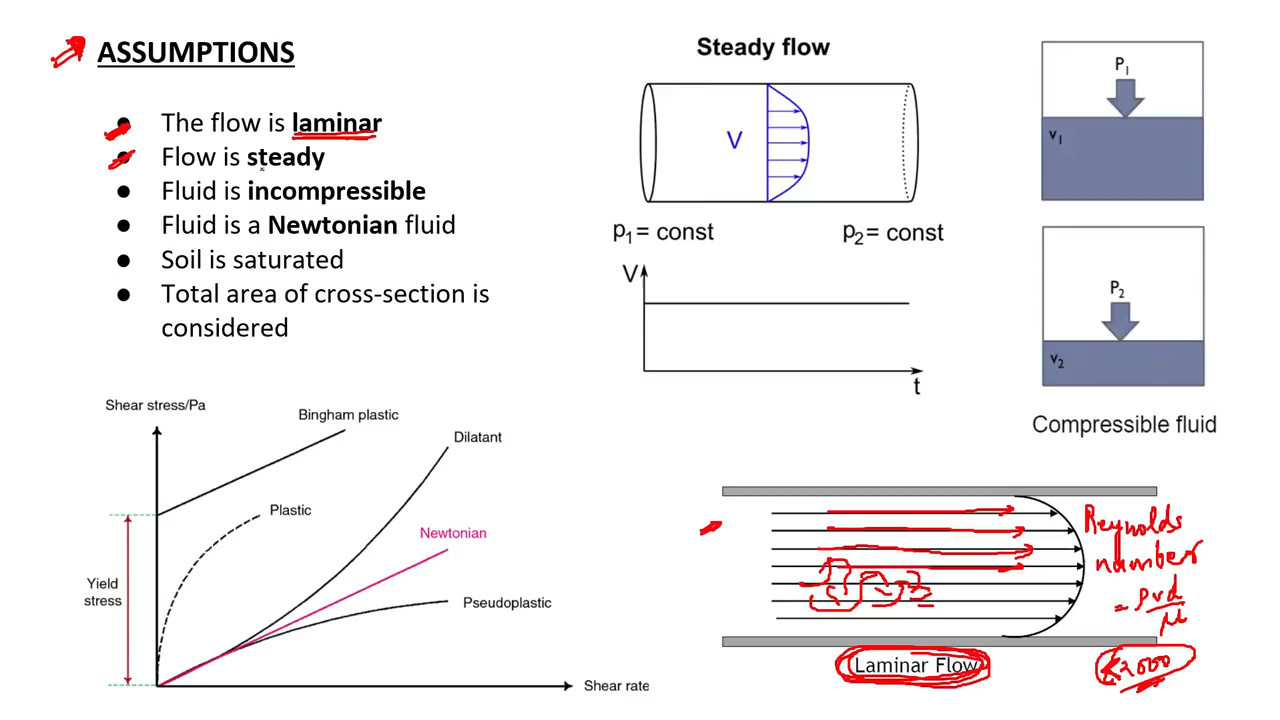 ASSUMPTIONS
● The flow is laminar
● Flow is steady
● Fluid is incompressible
● Fluid is a Newtonian fluid
● Soil is saturated
● Total area of cross-section is
considered
Steady flow
V
p1 = const
p2 = const
V
t
P1
v1
P2
v2
Compressible fluid
Shear stress/Pa
Bingham plastic
Dilatant
Plastic
Newtonian
Yield
stress
Pseudoplastic
Shear rate
Reynolds
number
= ρvd/μ
<2000
Laminar Flow